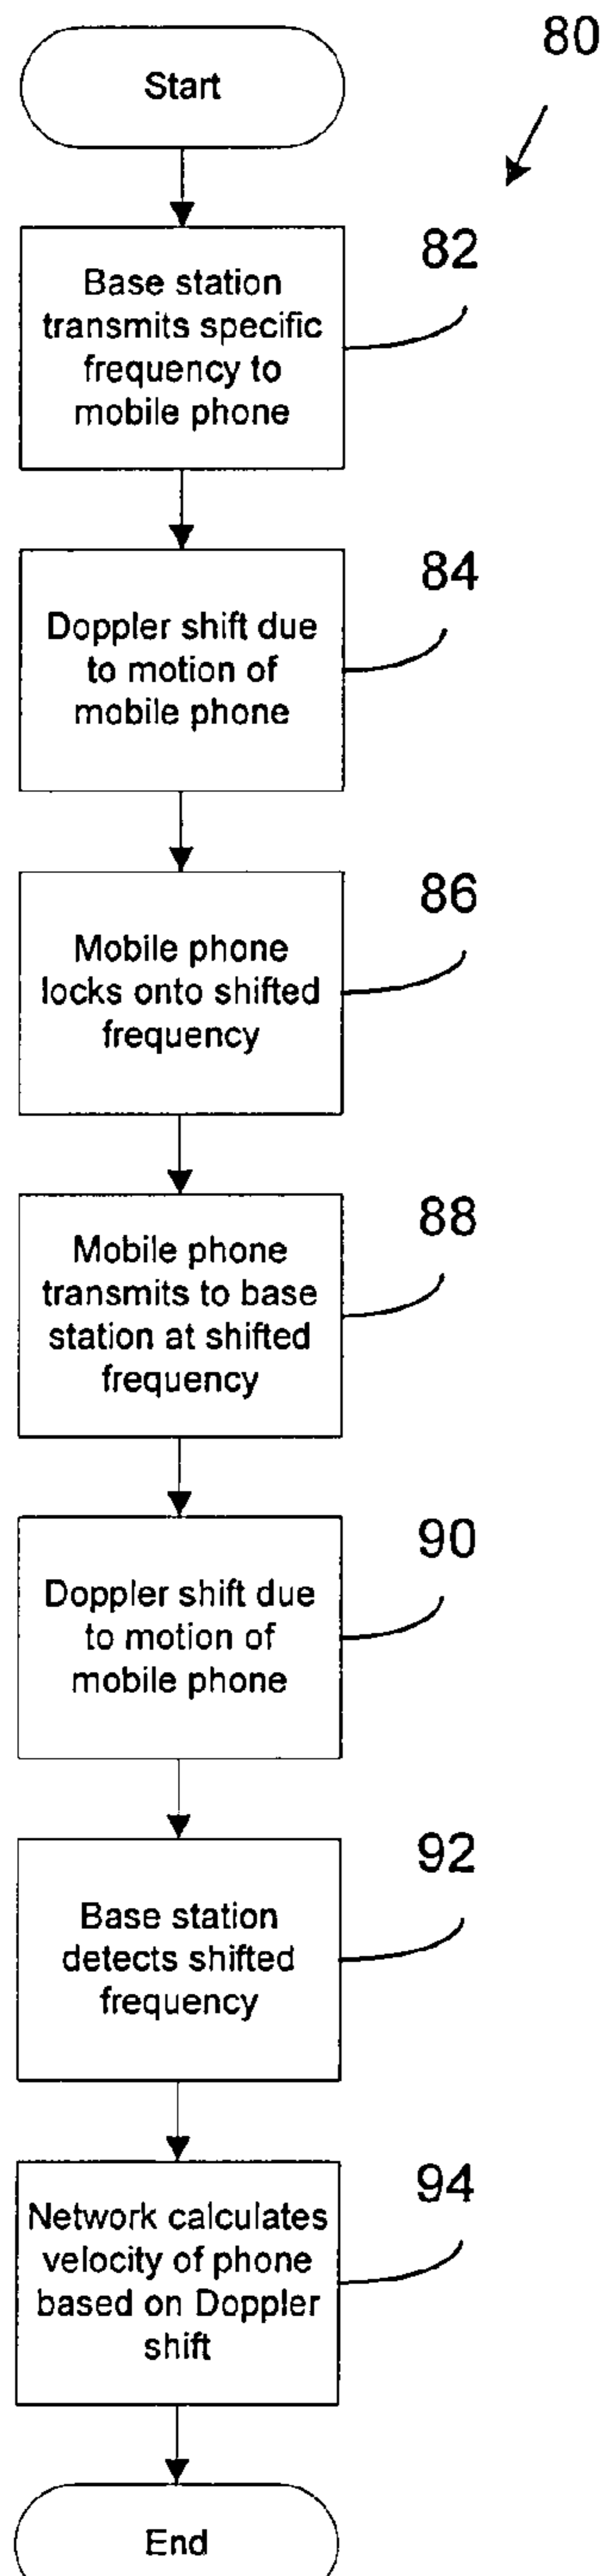 80
Start
82
Base station
transmits specific
frequency to
mobile phone
84
Doppler shift due
to motion of
mobile phone
86
Mobile phone
locks onto shifted
frequency
88
Mobile phone
transmits to base
station at shifted
frequency
90
Doppler shift due
to motion of
mobile phone
92
Base station
detects shifted
frequency
94
Network calculates
velocity of phone
based on Doppler
shift
End